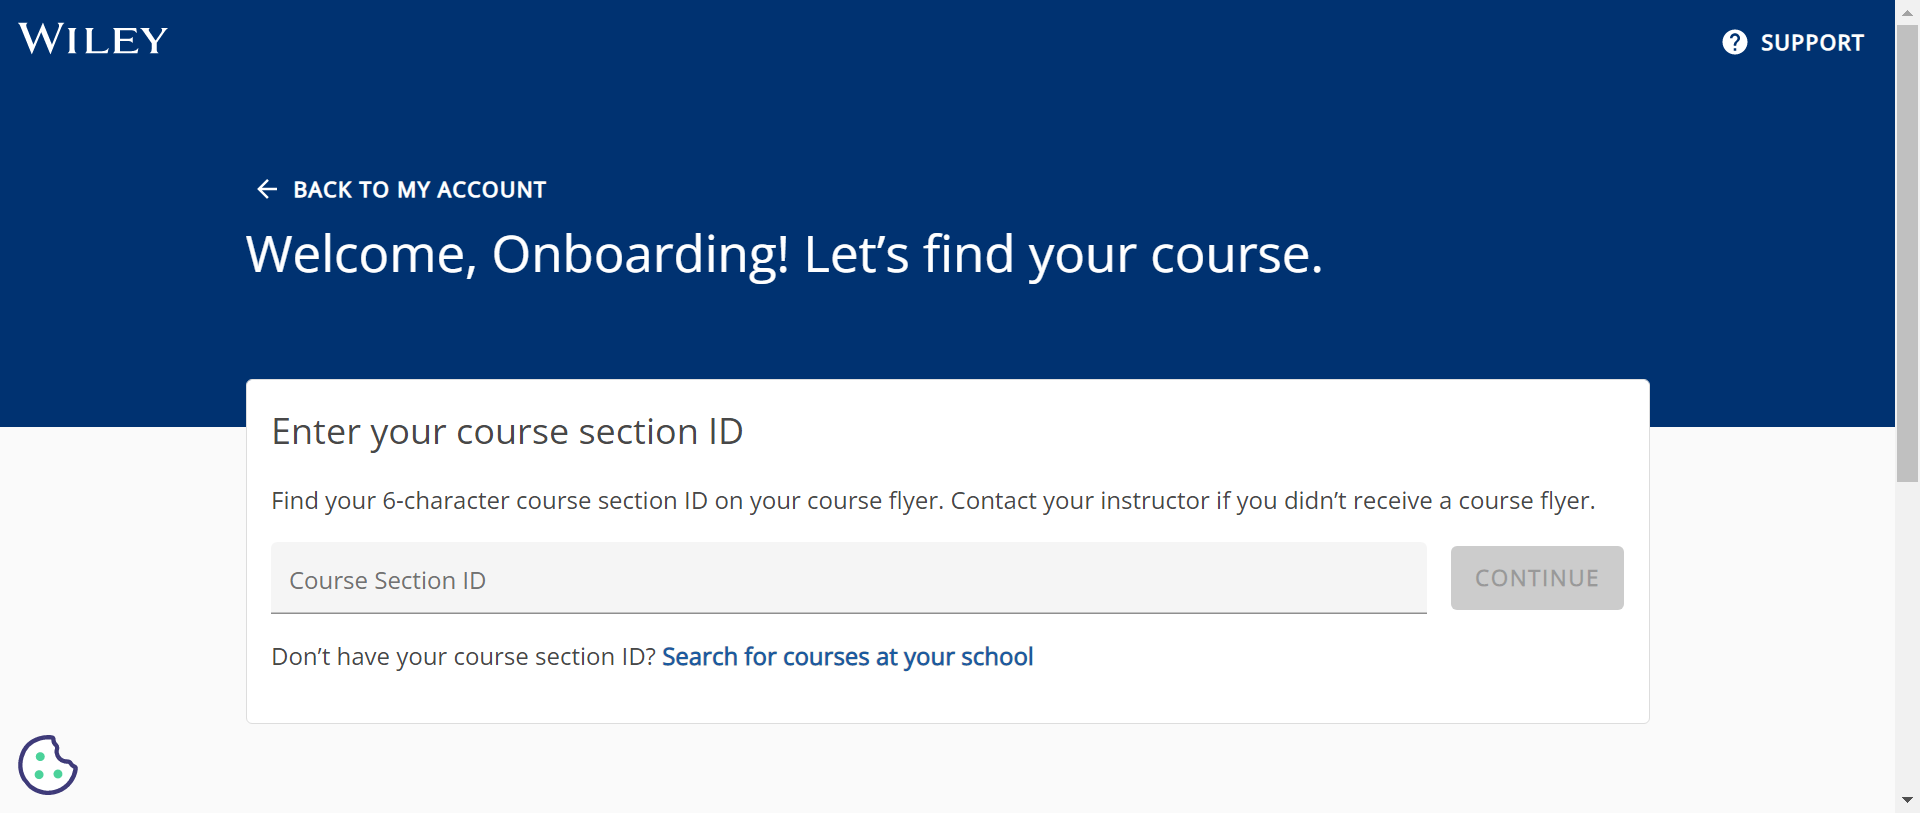 WILEY
SUPPORT
BACK TO MY ACCOUNT
Welcome, Onboarding! Let’s find your course.
Enter your course section ID
Find your 6-character course section ID on your course flyer. Contact your instructor if you didn’t receive a course flyer.
Course Section ID
CONTINUE
Don’t have your course section ID? Search for courses at your school